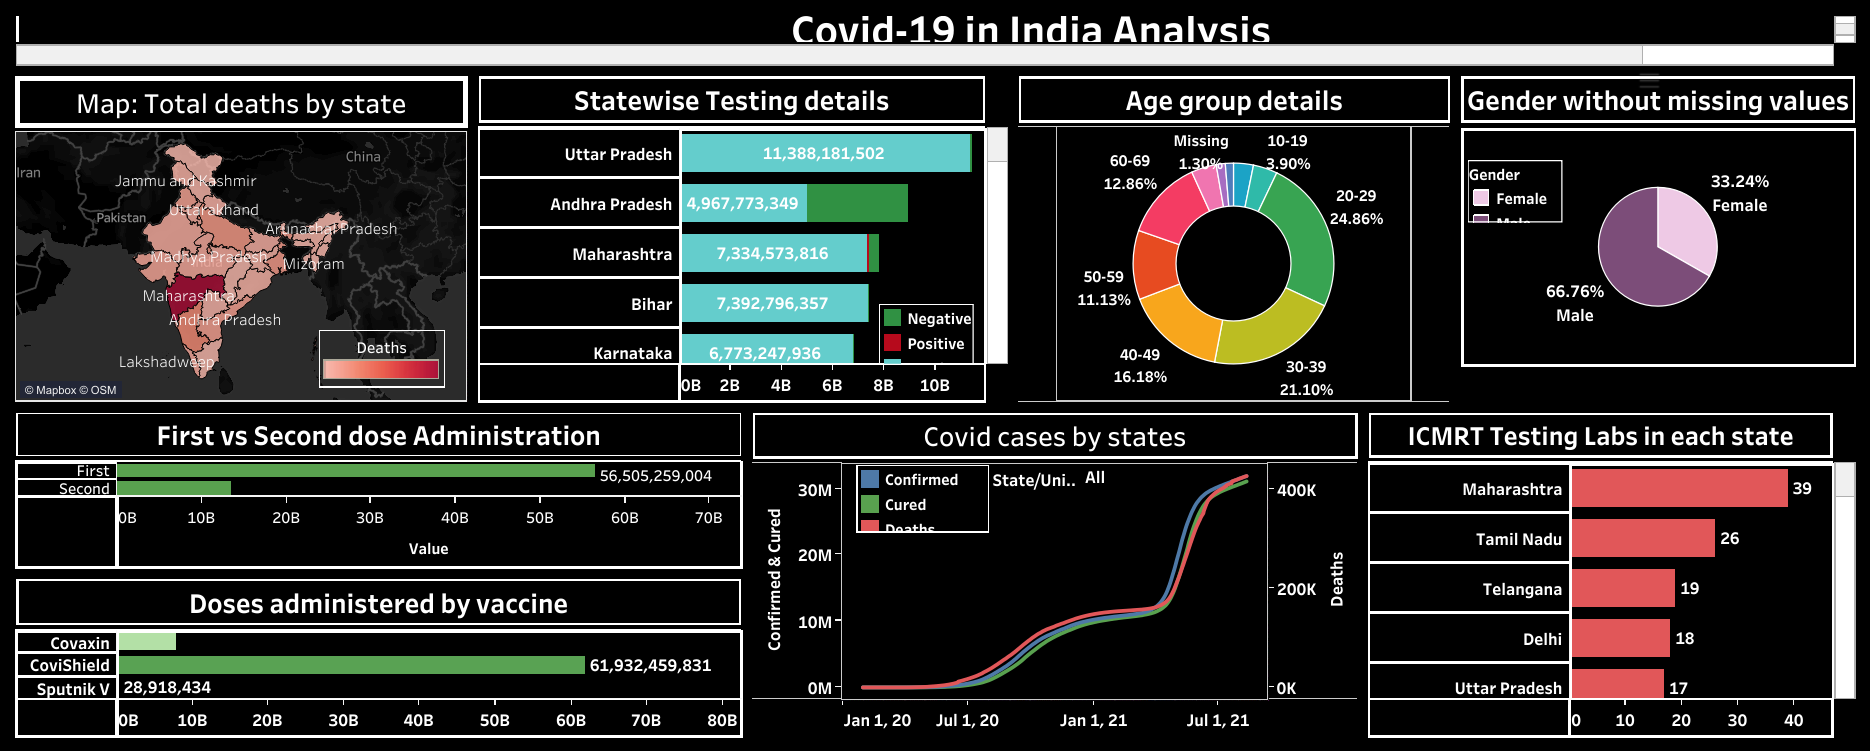 Covid-19 in India Analysis
Map: Total deaths by state
Iran
China
Jammu and Kashmir
Uttarakhand
Pakistan
Arunachal Pradesh
Madhya Pradesh
Mizoram
Maharashtra
Andhra Pradesh
Lakshadweep
Deaths
© Mapbox © OSM
Statewise Testing details
Uttar Pradesh
11,388,181,502
Andhra Pradesh
4,967,773,349
Maharashtra
7,334,573,816
Bihar
7,392,796,357
Karnataka
6,773,247,936
Negative
Positive
0B 2B 4B 6B 8B 10B
Age group details
Missing
1.30%
10-19
3.90%
60-69
12.86%
20-29
24.86%
50-59
11.13%
40-49
16.18%
30-39
21.10%
Gender without missing values
Gender
Female
Male
33.24%
Female
66.76%
Male
First vs Second dose Administration
First
56,505,259,004
Second
0B 10B 20B 30B 40B 50B 60B 70B
Value
Doses administered by vaccine
Covaxin
CoviShield
61,932,459,831
Sputnik V
28,918,434
0B 10B 20B 30B 40B 50B 60B 70B 80B
Covid cases by states
Confirmed
Cured
Deaths
State/Uni.. All
30M
20M
10M
0M
Confirmed & Cured
400K
200K
0K
Deaths
Jan 1, 20 Jul 1, 20 Jan 1, 21 Jul 1, 21
ICMRT Testing Labs in each state
Maharashtra 39
Tamil Nadu 26
Telangana 19
Delhi 18
Uttar Pradesh 17
0 10 20 30 40